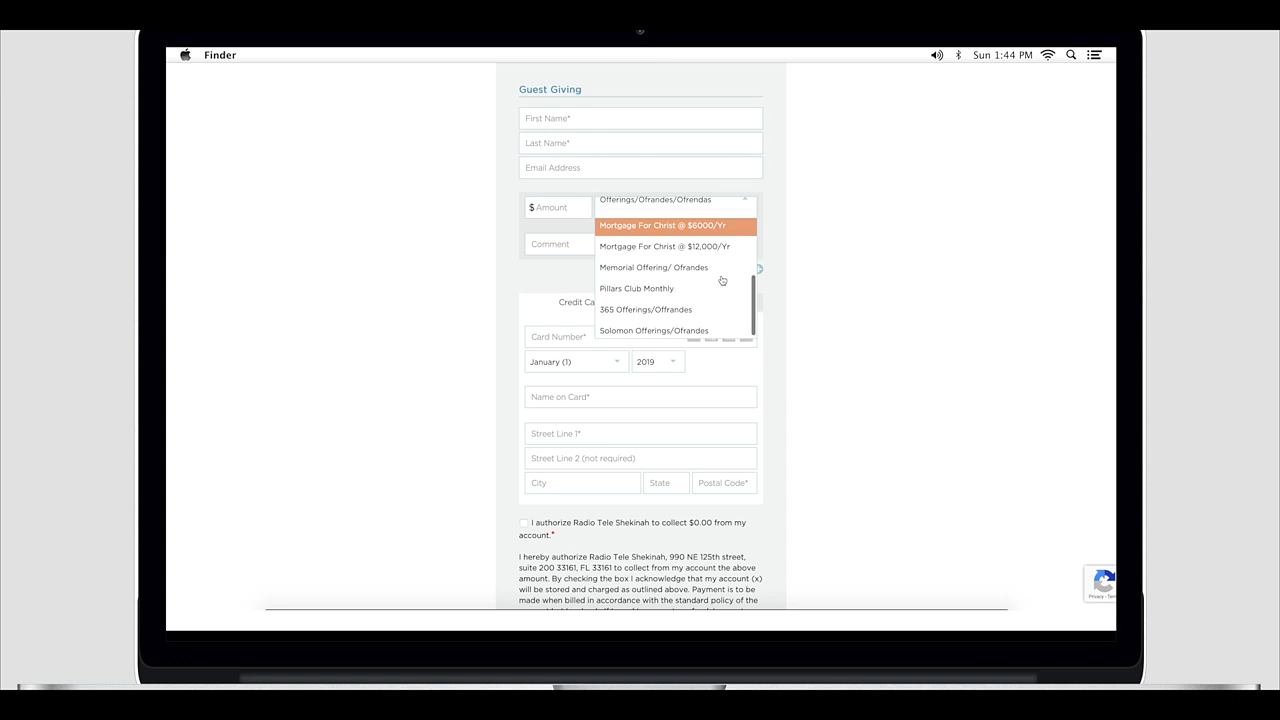 Finder
Sun 1:44 PM
Guest Giving
First Name*
Last Name*
Email Address
$ Amount
Offerings/Ofrandes/Ofrendas
Mortgage For Christ @ $6000/Yr
Comment
Mortgage For Christ @ $12,000/Yr
Memorial Offering/ Ofrandes
Pillars Club Monthly
Credit Ca
365 Offerings/Offrandes
Solomon Offerings/Ofrandes
Card Number*
January (1)
2019
Name on Card*
Street Line 1*
Street Line 2 (not required)
City
State
Postal Code*
I authorize Radio Tele Shekinah to collect $0.00 from my
account.*
I hereby authorize Radio Tele Shekinah, 990 NE 125th street,
suite 200 33161, FL 33161 to collect from my account the above
amount. By checking the box I acknowledge that my account (x)
will be stored and charged as outlined above. Payment is to be
made when billed in accordance with the standard policy of the
Privacy - Term